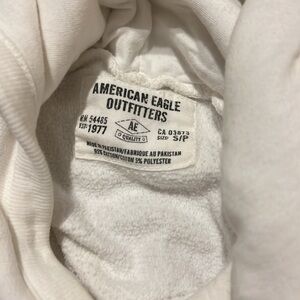 AMERICAN EAGLE
OUTFITTERS
RN# 54485
EST. 1977
AE
QUALITY
CA 03873
SIZE S/P
MADE IN PAKISTAN/FABRIQUE AU PAKISTAN
95% COTTON/COTON 5% POLYESTER